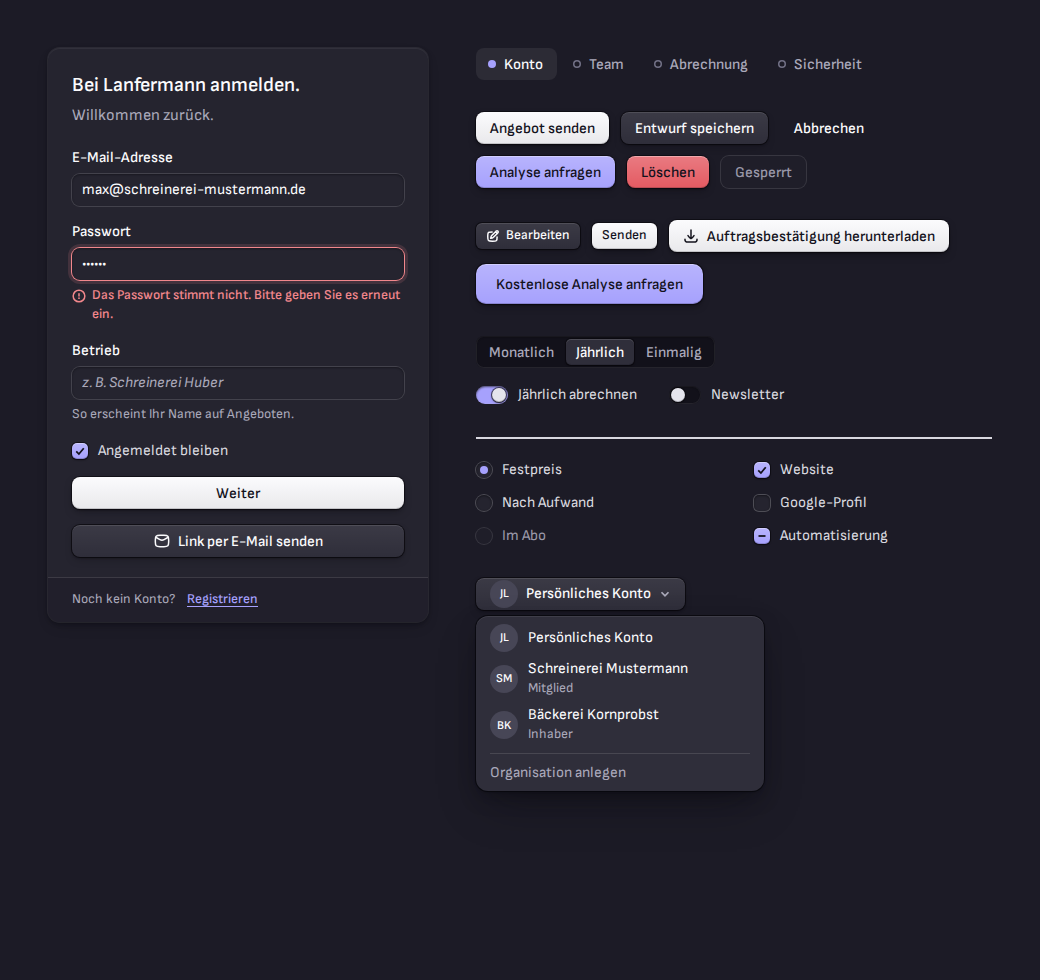 Bei Lanfermann anmelden.
Willkommen zurück.
E-Mail-Adresse
max@schreinerei-mustermann.de
Passwort
••••••
Das Passwort stimmt nicht. Bitte geben Sie es erneut
ein.
Betrieb
z. B. Schreinerei Huber
So erscheint Ihr Name auf Angeboten.
Angemeldet bleiben
Weiter
Link per E-Mail senden
Noch kein Konto? Registrieren
Konto Team Abrechnung Sicherheit
Angebot senden Entwurf speichern Abbrechen
Analyse anfragen Löschen Gesperrt
Bearbeiten Senden Auftragsbestätigung herunterladen
Kostenlose Analyse anfragen
Monatlich Jährlich Einmalig
Jährlich abrechnen Newsletter
Festpreis Website
Nach Aufwand Google-Profil
Im Abo Automatisierung
JL Persönliches Konto
JL Persönliches Konto
SM Schreinerei Mustermann
Mitglied
BK Bäckerei Kornprobst
Inhaber
Organisation anlegen